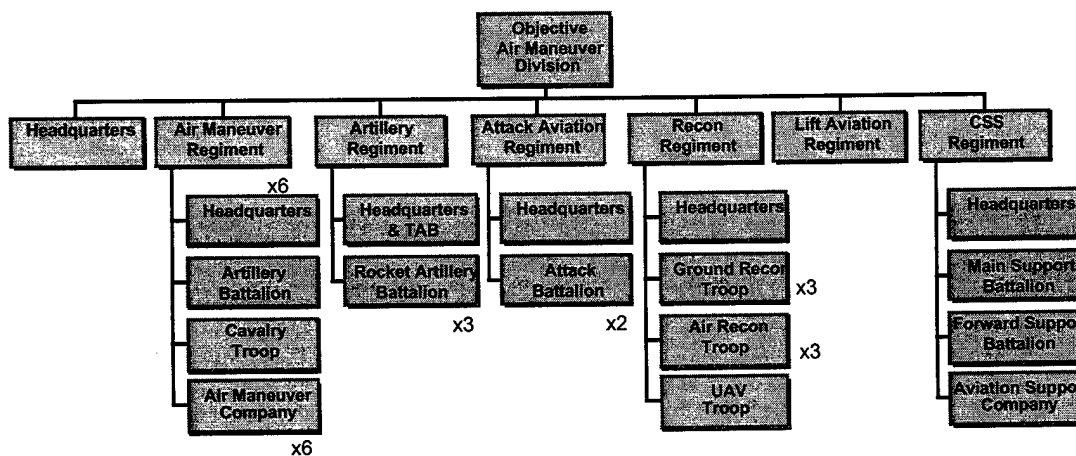 Objective
Air Maneuver
Division
Headquarters
Air Maneuver
Regiment
x6
Artillery
Regiment
Attack Aviation
Regiment
Recon
Regiment
Lift Aviation
Regiment
CSS
Regiment
Headquarters
Artillery
Battalion
Cavalry
Troop
Air Maneuver
Company
x6
Headquarters
& TAB
Rocket Artillery
Battalion
x3
Headquarters
Attack
Battalion
x2
Headquarters
Ground Recon
Troop
x3
Air Recon
Troop
x3
UAV
Troop
Headquarters
Main Support
Battalion
Forward Suppor
Battalion
Aviation Suppor
Company